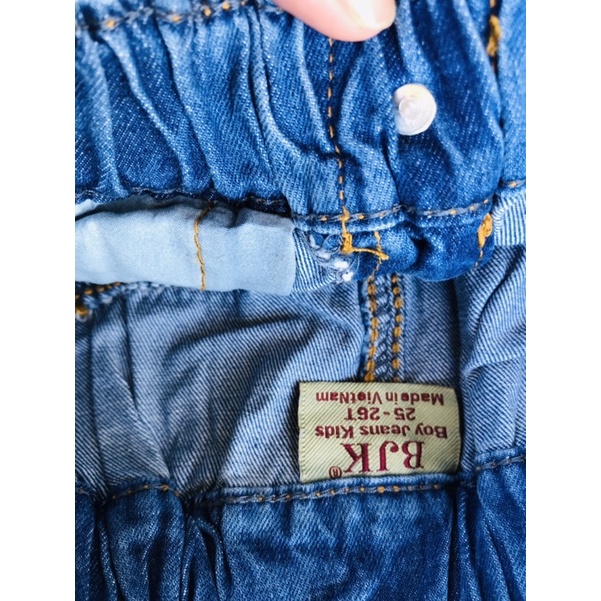 BJK®
Boy Jeans Kids
25-26T
Made in VietNam